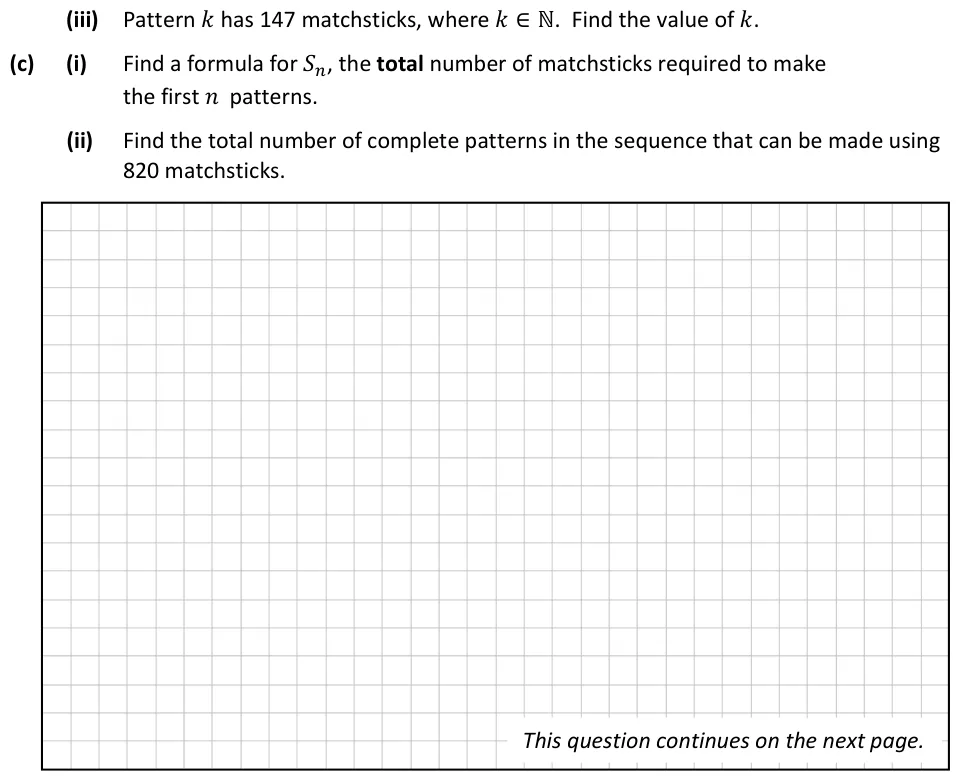 (iii) Pattern k has 147 matchsticks, where k ∈ ℕ. Find the value of k.
(c) (i) Find a formula for Sₙ, the total number of matchsticks required to make
the first n patterns.
(ii) Find the total number of complete patterns in the sequence that can be made using
820 matchsticks.
This question continues on the next page.